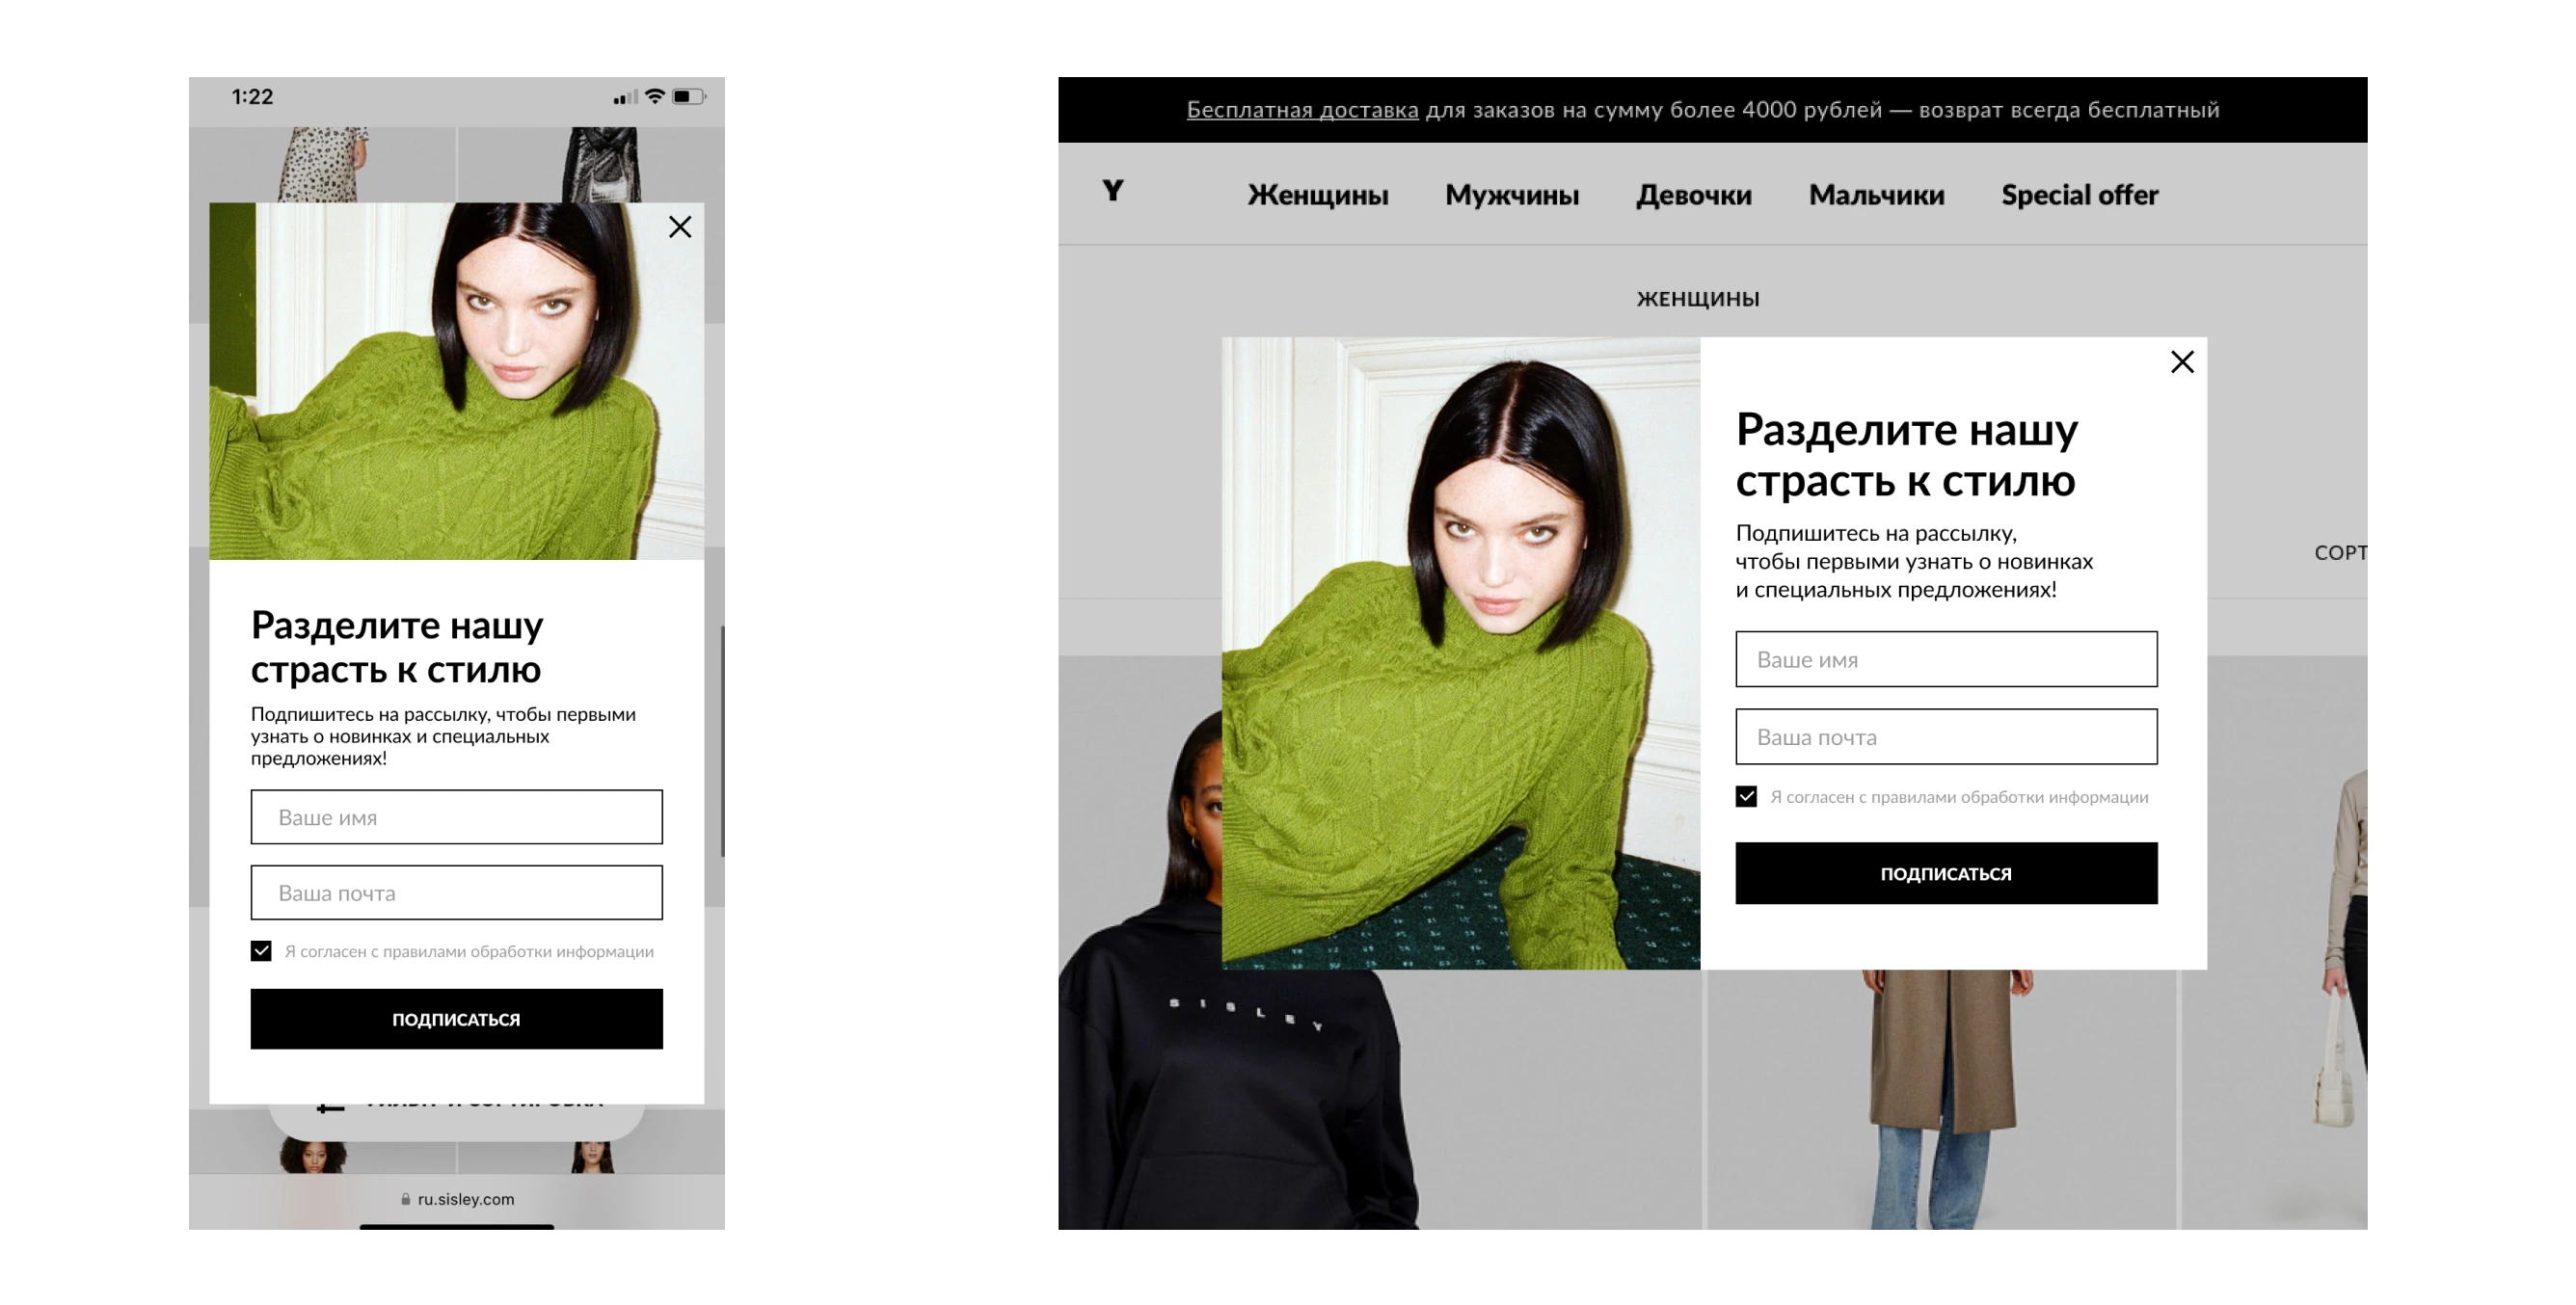 1:22
Разделите нашу
страсть к стилю
Подпишитесь на рассылку, чтобы первыми
узнать о новинках и специальных
предложениях!
Ваше имя
Ваша почта
Я согласен с правилами обработки информации
ПОДПИСАТЬСЯ
ru.sisley.com
Бесплатная доставка для заказов на сумму более 4000 рублей — возврат всегда бесплатный
Y Женщины Мужчины Девочки Мальчики Special offer
ЖЕНЩИНЫ
СОРТ
Разделите нашу
страсть к стилю
Подпишитесь на рассылку,
чтобы первыми узнать о новинках
и специальных предложениях!
Ваше имя
Ваша почта
Я согласен с правилами обработки информации
ПОДПИСАТЬСЯ
SISLEY